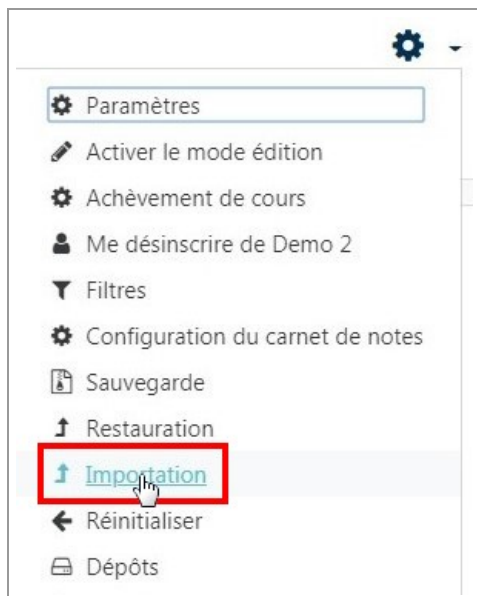 Paramètres
Activer le mode édition
Achèvement de cours
Me désinscrire de Demo 2
Filtres
Configuration du carnet de notes
Sauvegarde
Restauration
Importation
Réinitialiser
Dépôts